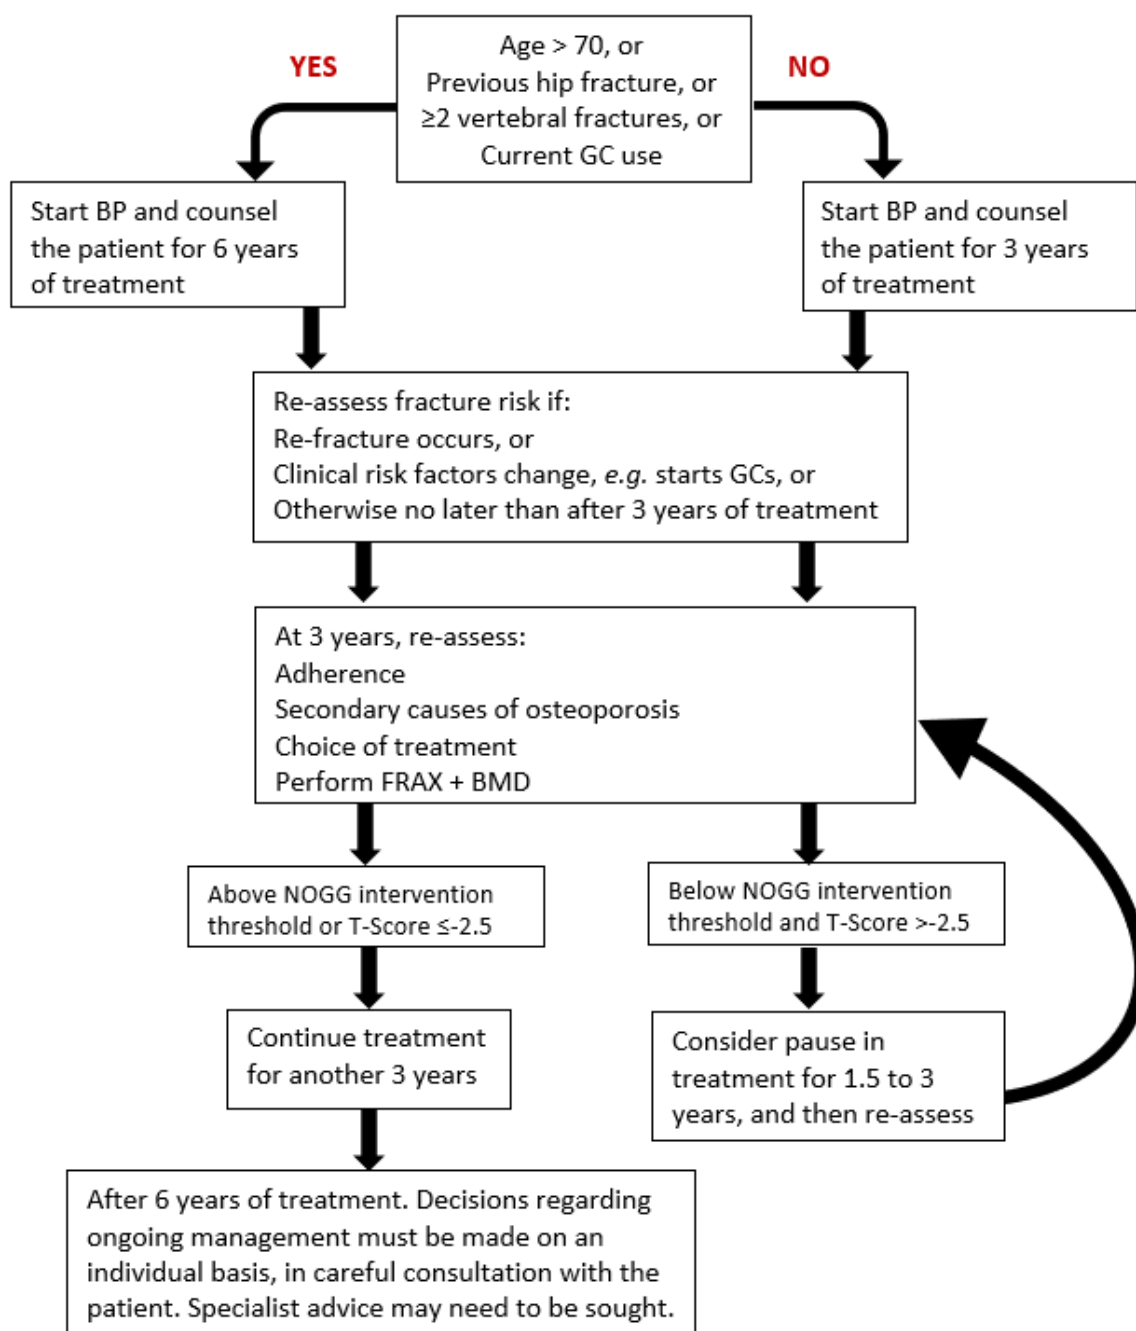 YES
Age > 70, or
Previous hip fracture, or
≥2 vertebral fractures, or
Current GC use
NO
Start BP and counsel
the patient for 6 years
of treatment
Start BP and counsel
the patient for 3 years
of treatment
Re-assess fracture risk if:
Re-fracture occurs, or
Clinical risk factors change, e.g. starts GCs, or
Otherwise no later than after 3 years of treatment
At 3 years, re-assess:
Adherence
Secondary causes of osteoporosis
Choice of treatment
Perform FRAX + BMD
Above NOGG intervention
threshold or T-Score ≤-2.5
Below NOGG intervention
threshold and T-Score >-2.5
Continue treatment
for another 3 years
Consider pause in
treatment for 1.5 to 3
years, and then re-assess
After 6 years of treatment. Decisions regarding
ongoing management must be made on an
individual basis, in careful consultation with the
patient. Specialist advice may need to be sought.